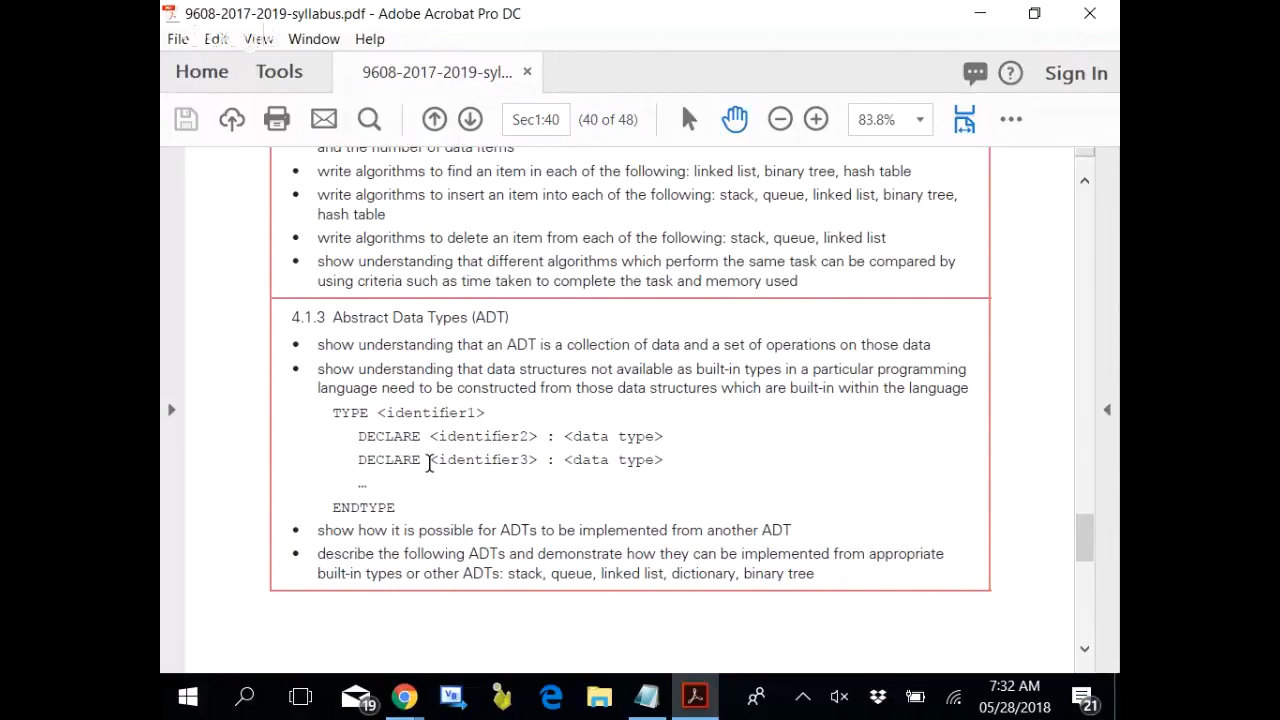 9608-2017-2019-syllabus.pdf - Adobe Acrobat Pro DC
File Edit View Window Help
Home Tools 9608-2017-2019-syl... × Sign In
Sec1:40 (40 of 48) 83.8%
and the number of data items
• write algorithms to find an item in each of the following: linked list, binary tree, hash table
• write algorithms to insert an item into each of the following: stack, queue, linked list, binary tree,
hash table
• write algorithms to delete an item from each of the following: stack, queue, linked list
• show understanding that different algorithms which perform the same task can be compared by
using criteria such as time taken to complete the task and memory used
4.1.3 Abstract Data Types (ADT)
• show understanding that an ADT is a collection of data and a set of operations on those data
• show understanding that data structures not available as built-in types in a particular programming
language need to be constructed from those data structures which are built-in within the language
TYPE <identifier1>
DECLARE <identifier2> : <data type>
DECLARE <identifier3> : <data type>
…
ENDTYPE
• show how it is possible for ADTs to be implemented from another ADT
• describe the following ADTs and demonstrate how they can be implemented from appropriate
built-in types or other ADTs: stack, queue, linked list, dictionary, binary tree
19
VB
7:32 AM
05/28/2018
21